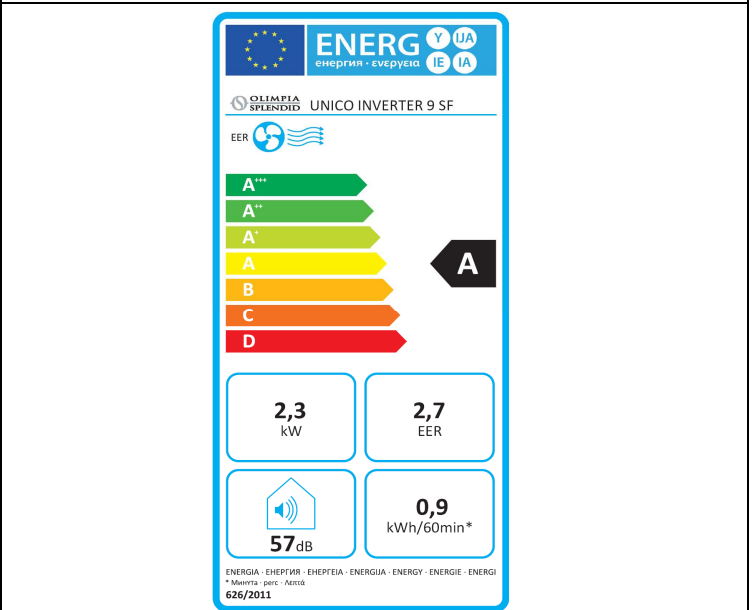 ENERG Y IJA
енергия · ενεργεια IE IA
OLIMPIA
SPLENDID UNICO INVERTER 9 SF
EER
A+++
A++
A+
A
A
B
C
D
2,3
kW
2,7
EER
57dB
0,9
kWh/60min*
ENERGIA · ЕНЕРГИЯ · ΕΝΕΡΓΕΙΑ · ENERGIJA · ENERGY · ENERGIE · ENERGI
* Минута · perc · Λεπτά
626/2011